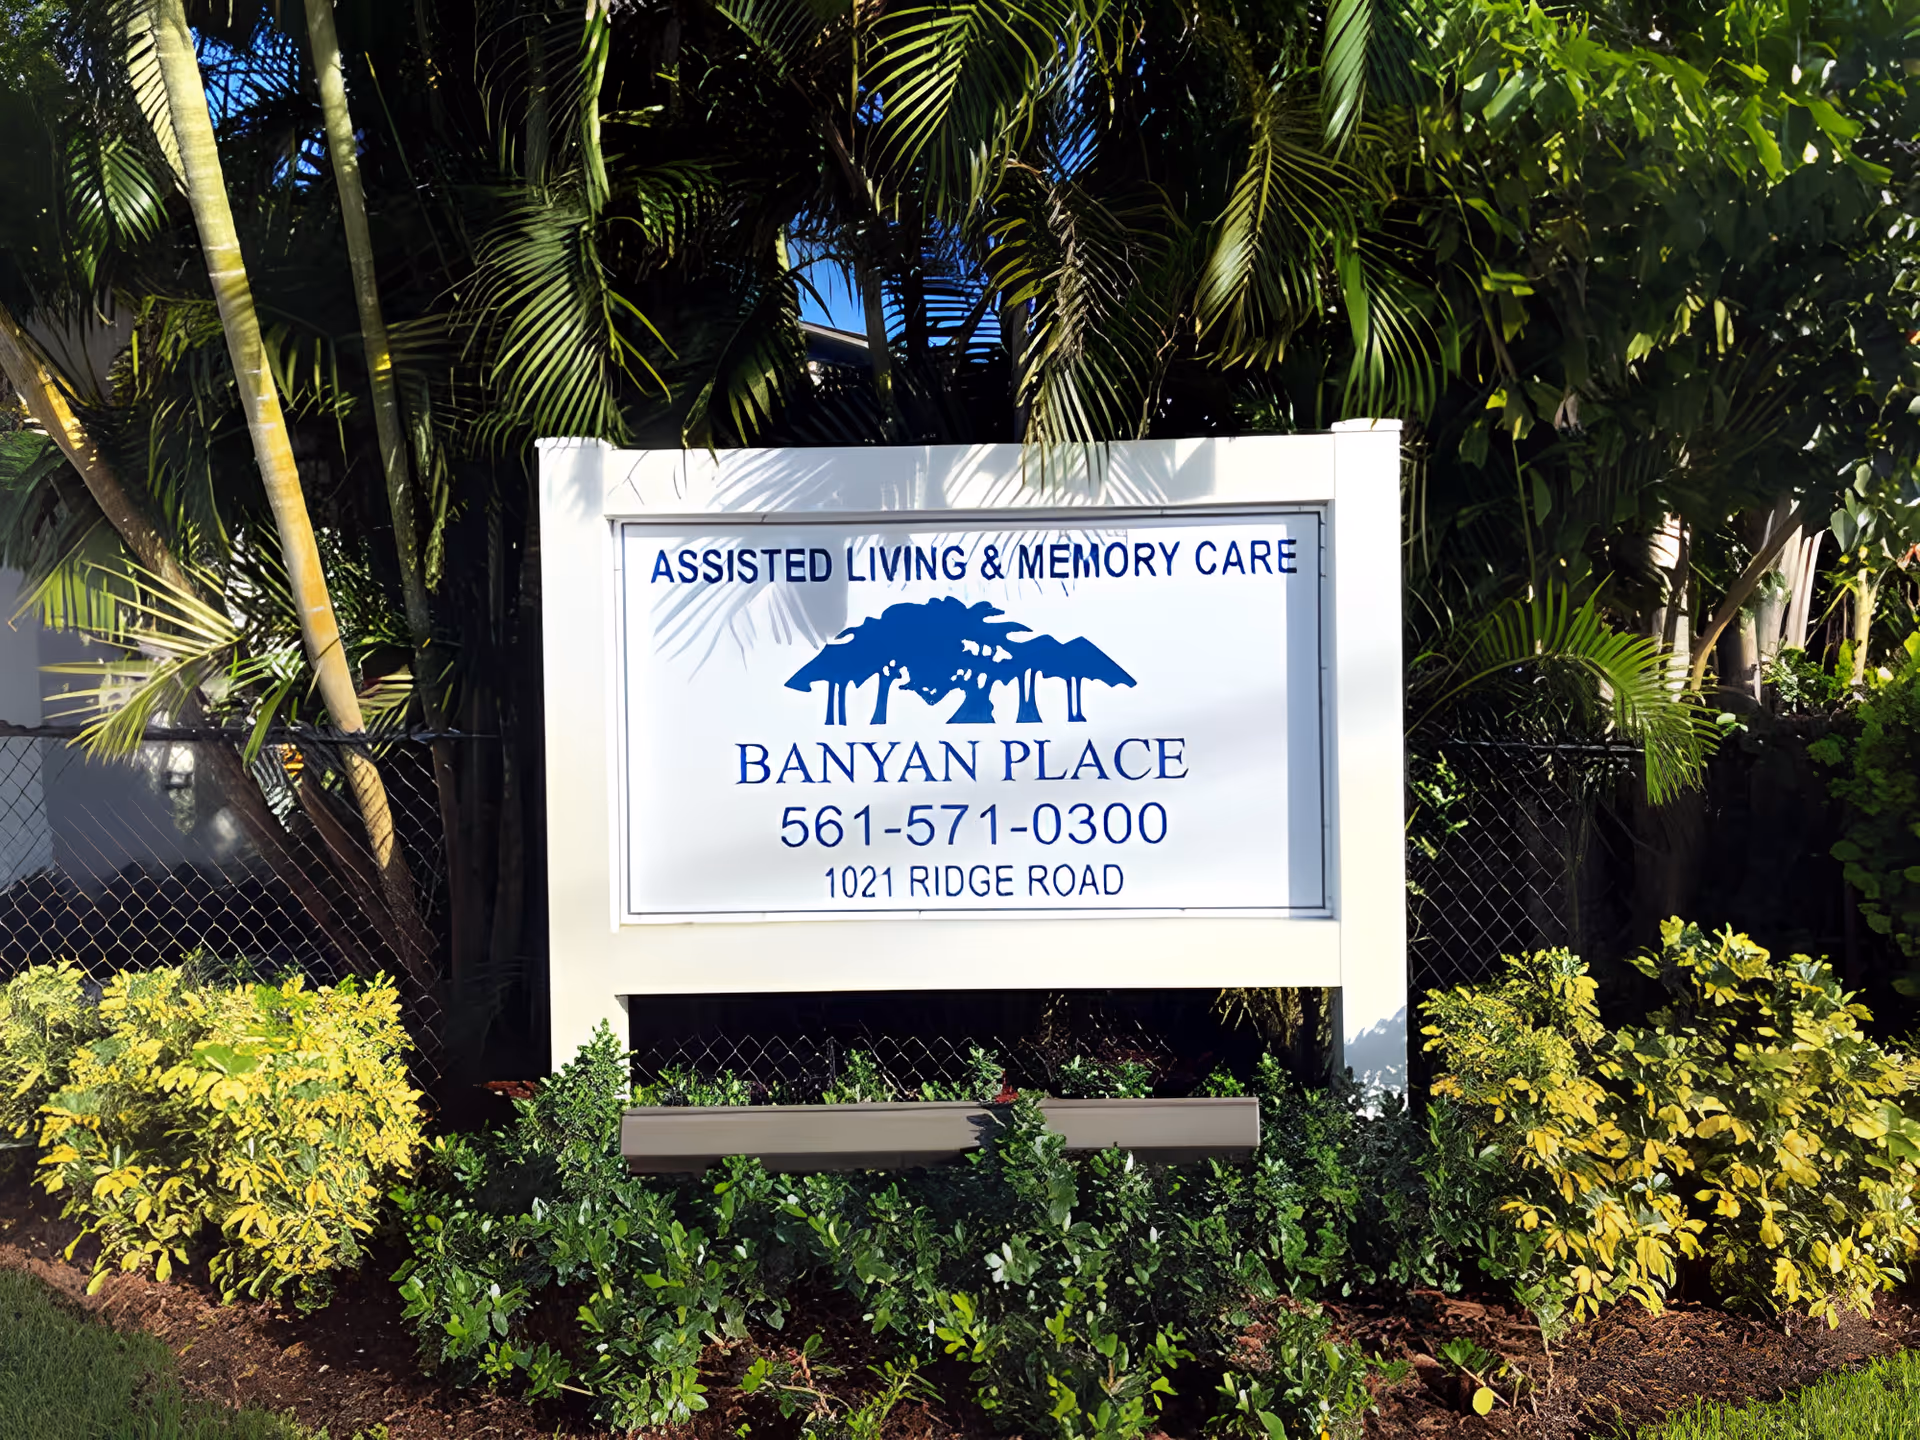 ASSISTED LIVING & MEMORY CARE
BANYAN PLACE
561-571-0300
1021 RIDGE ROAD